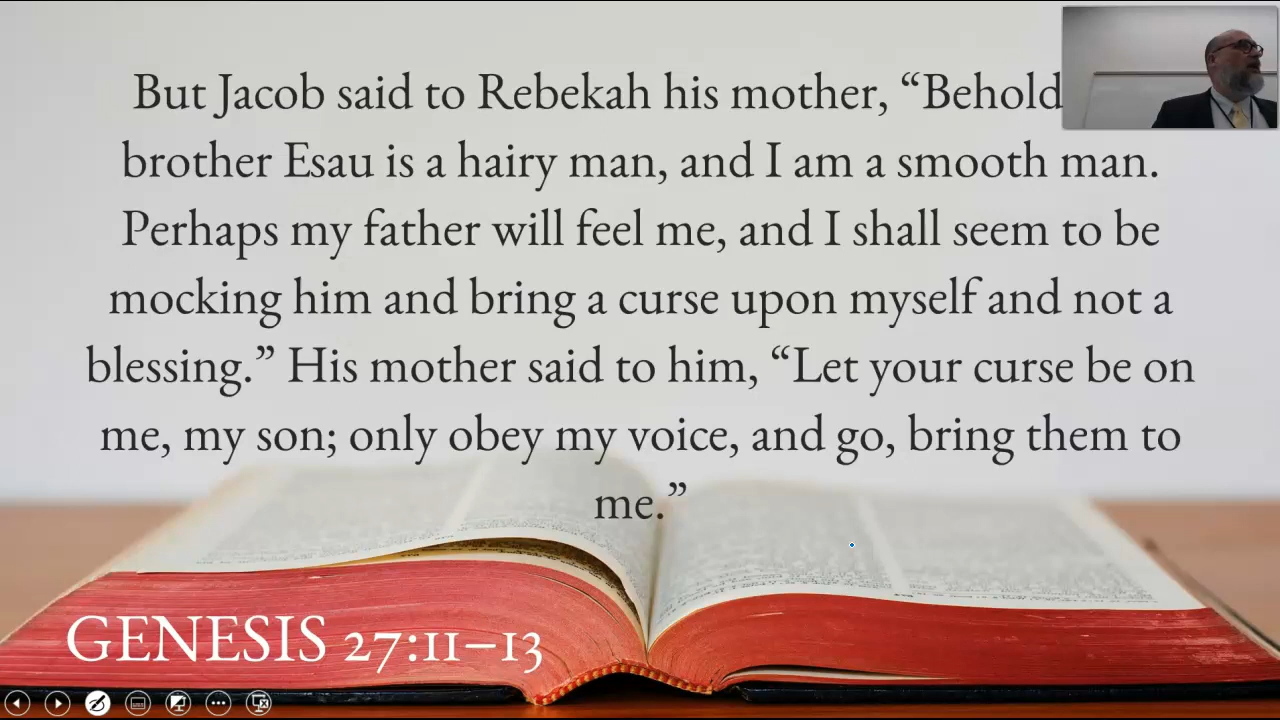 But Jacob said to Rebekah his mother, “Behold
brother Esau is a hairy man, and I am a smooth man.
Perhaps my father will feel me, and I shall seem to be
mocking him and bring a curse upon myself and not a
blessing.” His mother said to him, “Let your curse be on
me, my son; only obey my voice, and go, bring them to
me.”
GENESIS 27:11–13